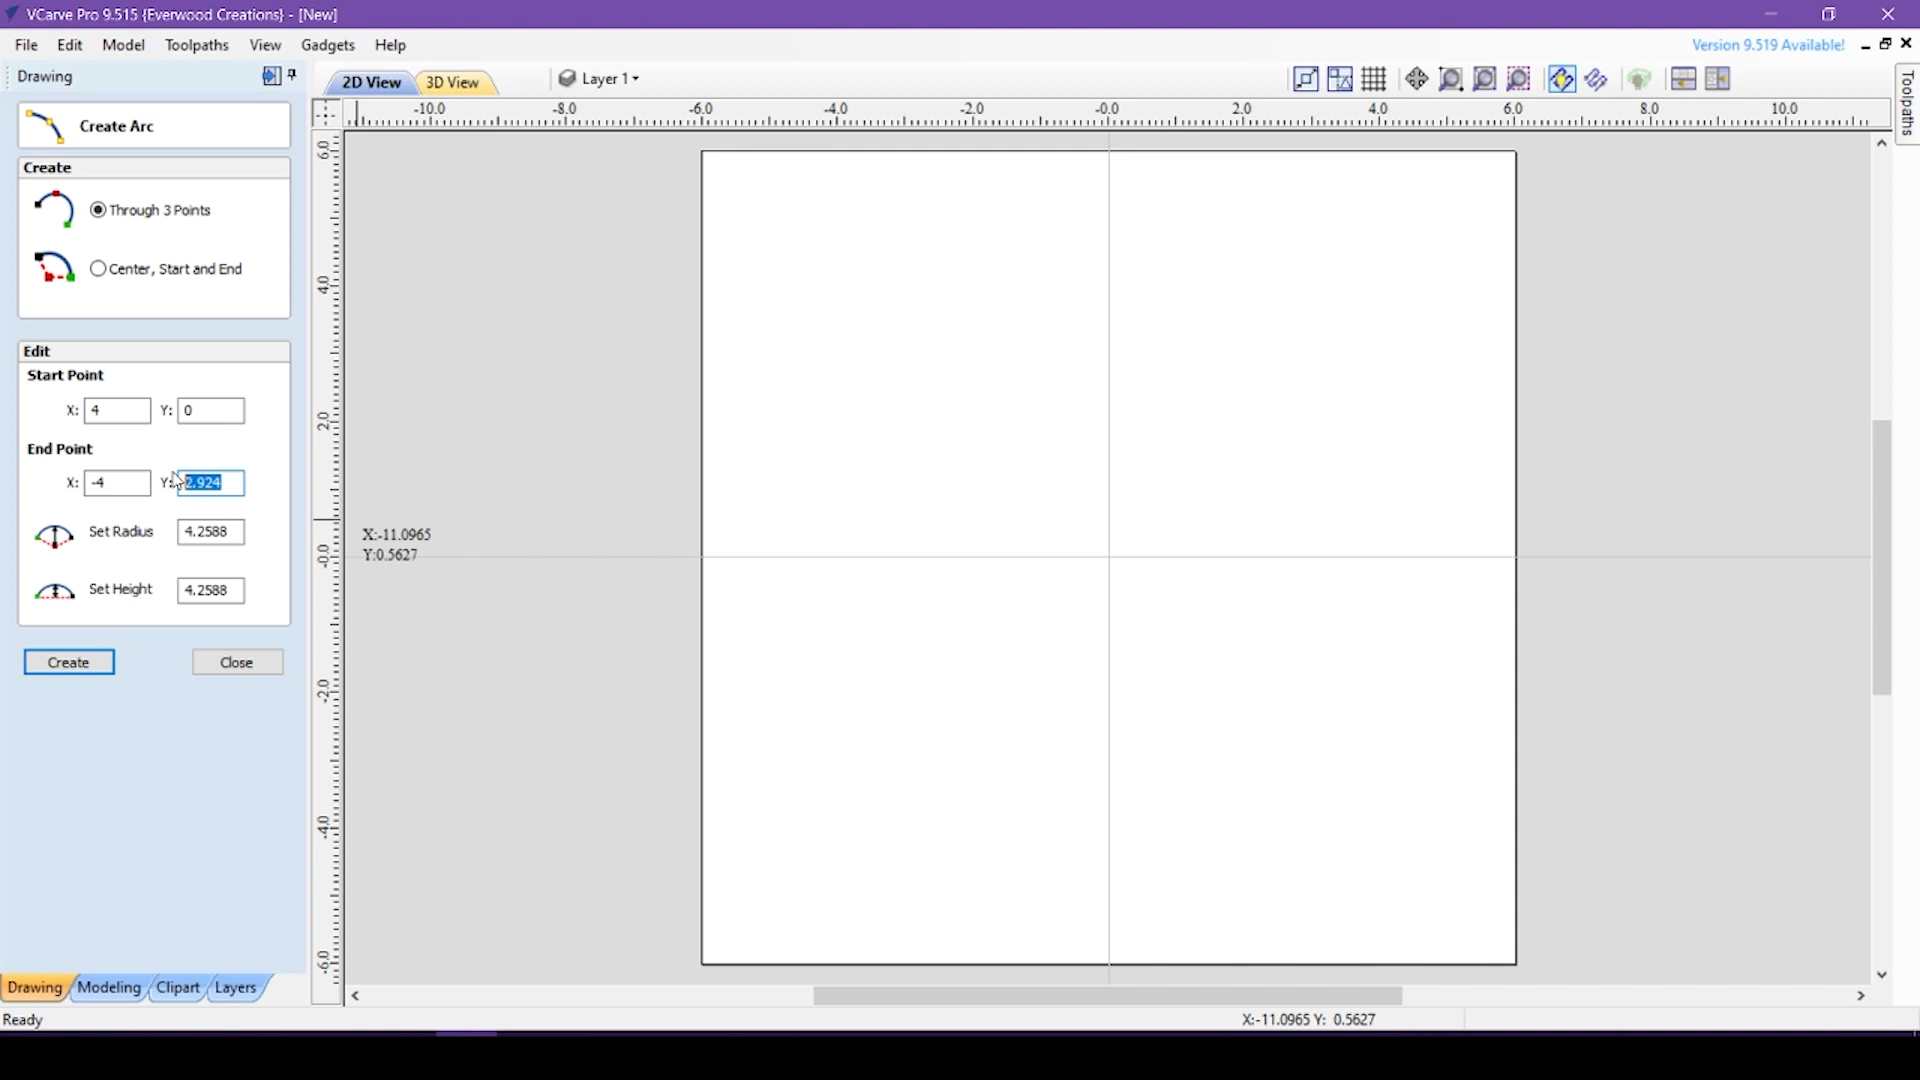 VCarve Pro 9.515 {Everwood Creations} - [New]
File Edit Model Toolpaths View Gadgets Help
Version 9.519 Available!
Drawing
2D View 3D View Layer 1
Toolpaths
-10.0 -8.0 -6.0 -4.0 -2.0 -0.0 2.0 4.0 6.0 8.0 10.0
6.0
4.0
2.0
-0.0
-2.0
-4.0
-6.0
Create Arc
Create
Through 3 Points
Center, Start and End
Edit
Start Point
X: 4 Y: 0
End Point
X: -4 Y: 2.924
Set Radius 4.2588
Set Height 4.2588
Create Close
X:-11.0965
Y:0.5627
Drawing Modeling Clipart Layers
Ready
X:-11.0965 Y: 0.5627